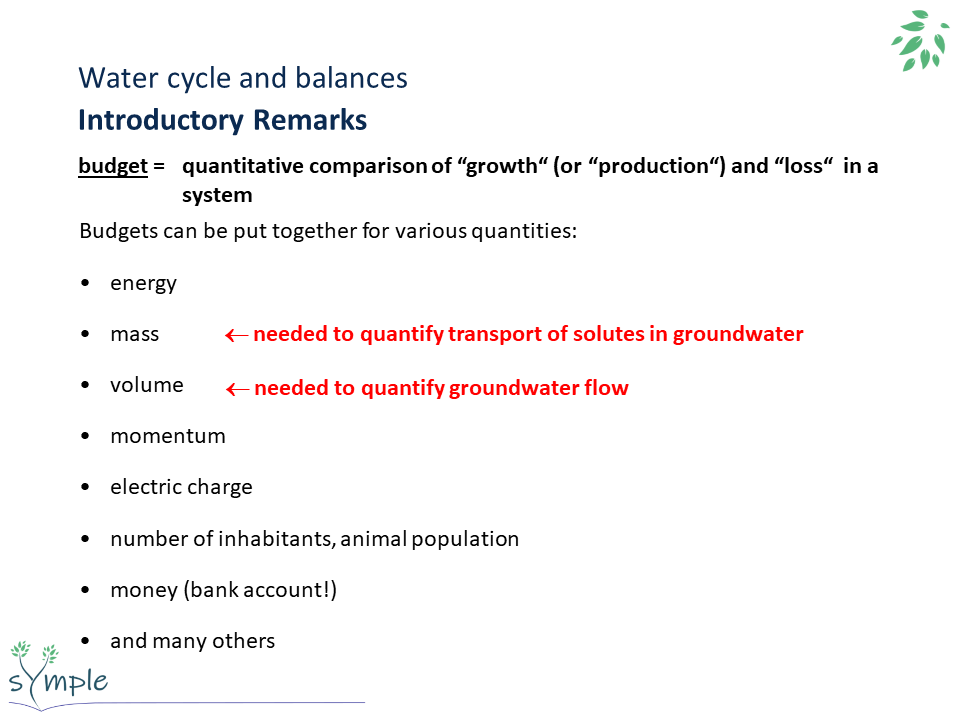 Water cycle and balances
Introductory Remarks
budget = quantitative comparison of “growth“ (or “production“) and “loss“ in a
system
Budgets can be put together for various quantities:
• energy
• mass ← needed to quantify transport of solutes in groundwater
• volume ← needed to quantify groundwater flow
• momentum
• electric charge
• number of inhabitants, animal population
• money (bank account!)
• and many others
sYmple